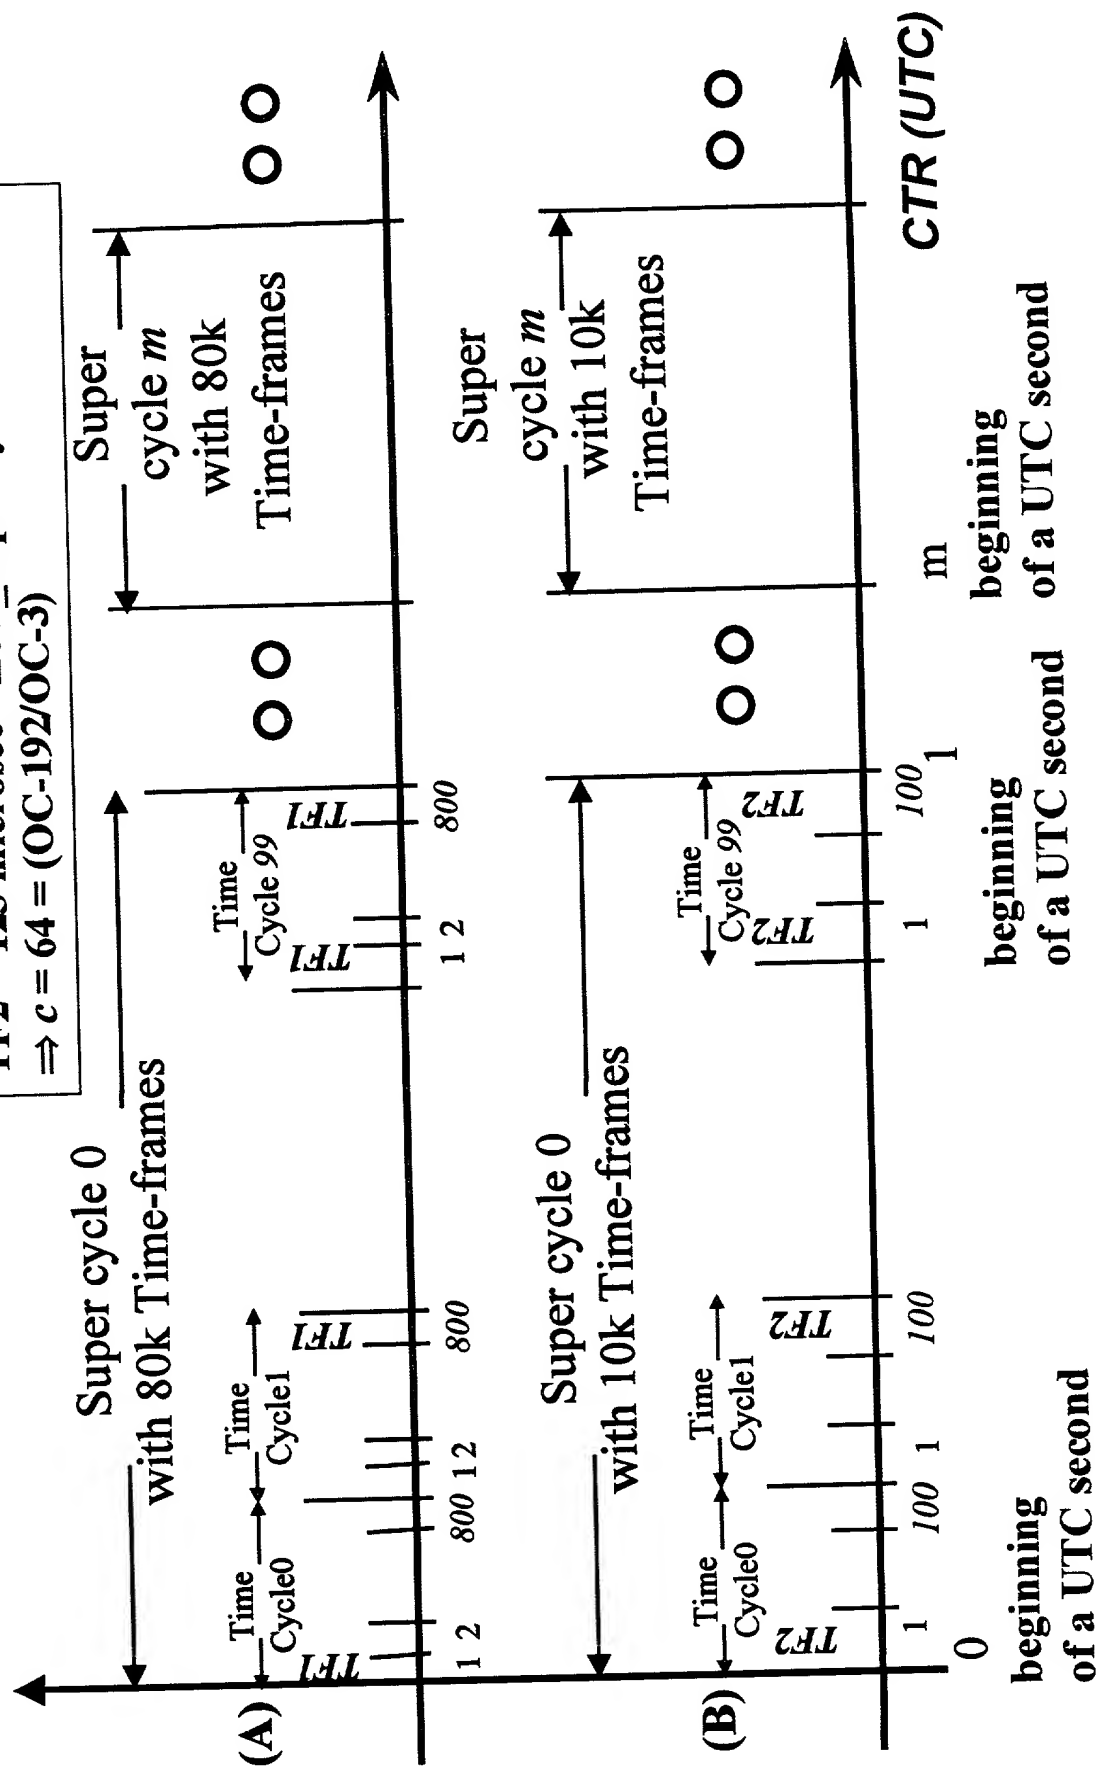 ⇒ c = 64 = (OC-192/OC-3)
Super cycle 0
with 80k Time-frames
Super
cycle m
with 80k
Time-frames
(A)
Time
Cycle0
Time
Cycle1
Time
Cycle 99
TF1
TF1
TF1
TF1
1 2
800
1 2
800
1 2
800
Super cycle 0
with 10k Time-frames
Super
cycle m
with 10k
Time-frames
(B)
Time
Cycle0
Time
Cycle1
Time
Cycle 99
TF2
TF2
TF2
TF2
1
100
1
100
1
100
0
1
m
CTR (UTC)
beginning
of a UTC second
beginning
of a UTC second
beginning
of a UTC second